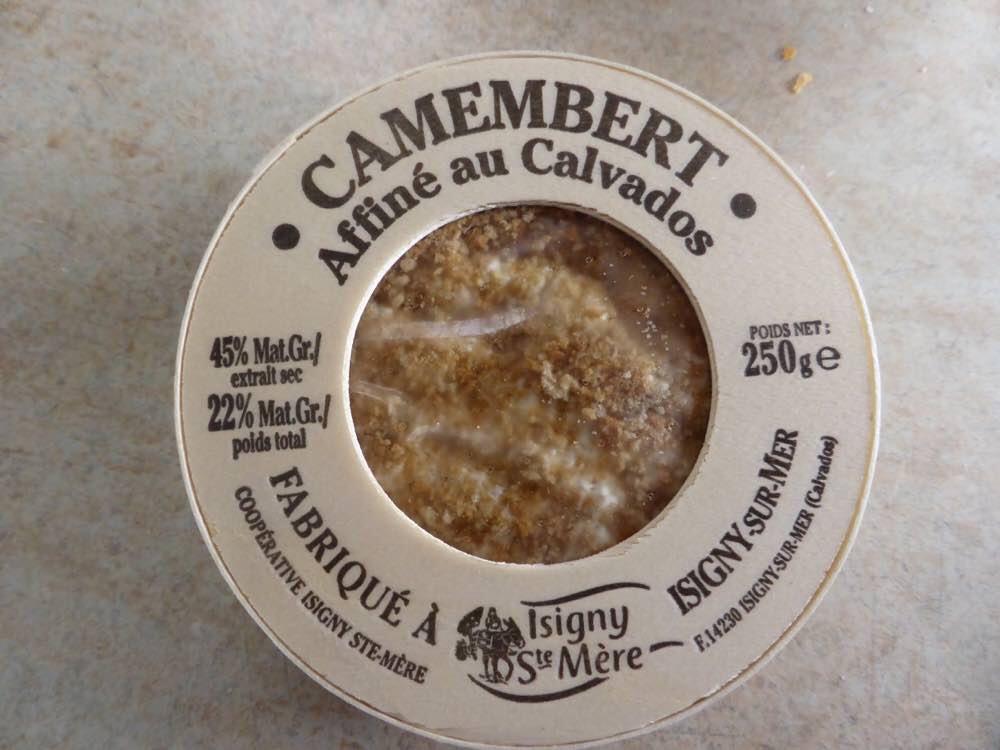 CAMEMBERT
Affiné au Calvados
45% Mat.Gr./
extrait sec
22% Mat.Gr./
poids total
POIDS NET :
250g e
FABRIQUÉ À
ISIGNY-SUR-MER
COOPÉRATIVE ISIGNY STE-MÈRE
Isigny
Ste Mère
F.14230 ISIGNY-SUR-MER (Calvados)